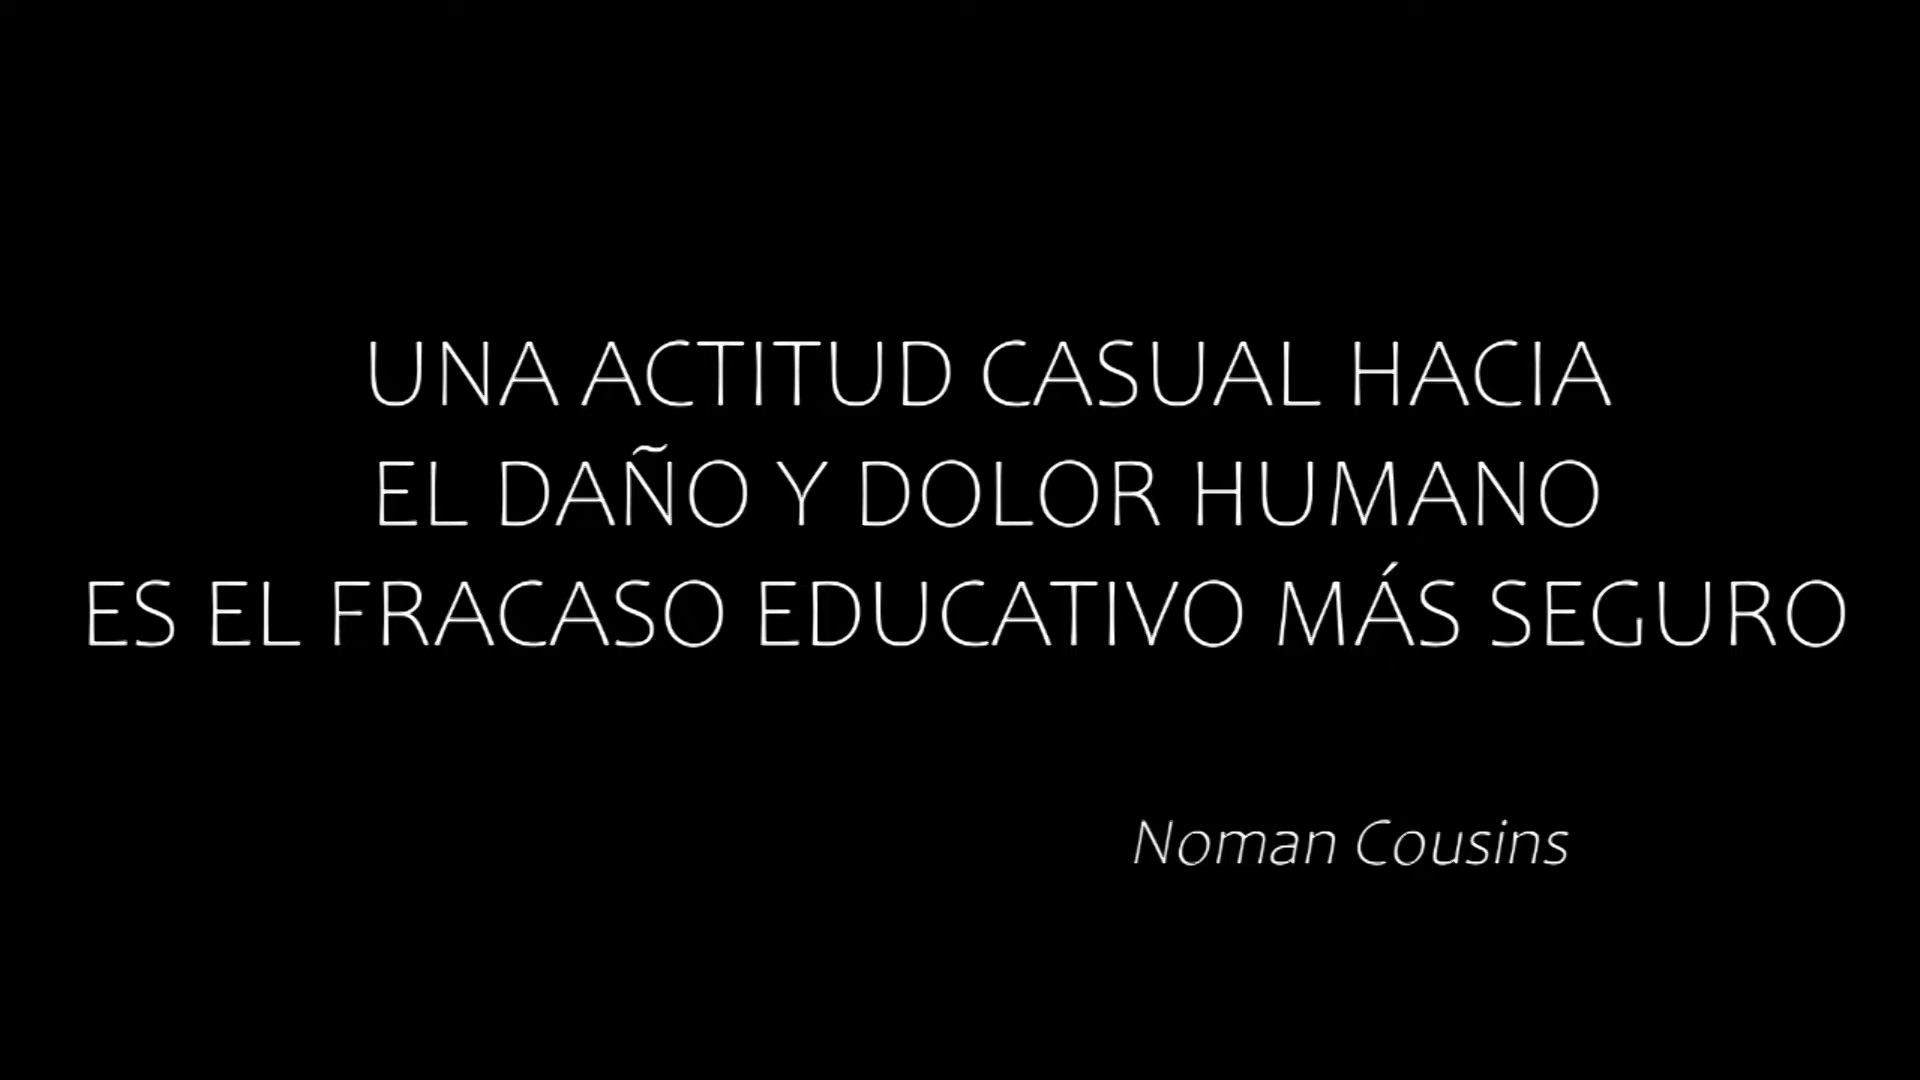 UNA ACTITUD CASUAL HACIA
EL DAÑO Y DOLOR HUMANO
ES EL FRACASO EDUCATIVO MÁS SEGURO
Noman Cousins